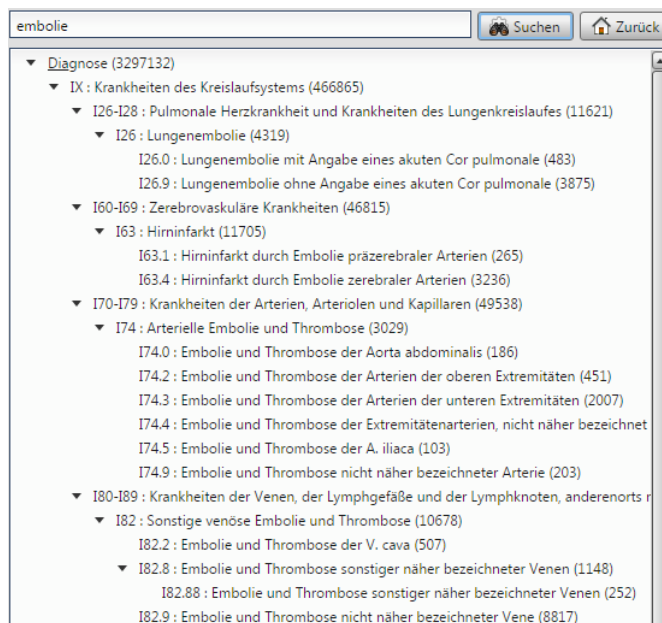 embolie
Suchen
Zurück
Diagnose (3297132)
IX : Krankheiten des Kreislaufsystems (466865)
I26-I28 : Pulmonale Herzkrankheit und Krankheiten des Lungenkreislaufes (11621)
I26 : Lungenembolie (4319)
I26.0 : Lungenembolie mit Angabe eines akuten Cor pulmonale (483)
I26.9 : Lungenembolie ohne Angabe eines akuten Cor pulmonale (3875)
I60-I69 : Zerebrovaskuläre Krankheiten (46815)
I63 : Hirninfarkt (11705)
I63.1 : Hirninfarkt durch Embolie präzerebraler Arterien (265)
I63.4 : Hirninfarkt durch Embolie zerebraler Arterien (3236)
I70-I79 : Krankheiten der Arterien, Arteriolen und Kapillaren (49538)
I74 : Arterielle Embolie und Thrombose (3029)
I74.0 : Embolie und Thrombose der Aorta abdominalis (186)
I74.2 : Embolie und Thrombose der Arterien der oberen Extremitäten (451)
I74.3 : Embolie und Thrombose der Arterien der unteren Extremitäten (2007)
I74.4 : Embolie und Thrombose der Extremitätenarterien, nicht näher bezeichnet
I74.5 : Embolie und Thrombose der A. iliaca (103)
I74.9 : Embolie und Thrombose nicht näher bezeichneter Arterie (203)
I80-I89 : Krankheiten der Venen, der Lymphgefäße und der Lymphknoten, anderenorts
I82 : Sonstige venöse Embolie und Thrombose (10678)
I82.2 : Embolie und Thrombose der V. cava (507)
I82.8 : Embolie und Thrombose sonstiger näher bezeichneter Venen (1148)
I82.88 : Embolie und Thrombose sonstiger näher bezeichneter Venen (252)
I82.9 : Embolie und Thrombose nicht näher bezeichneter Vene (8817)